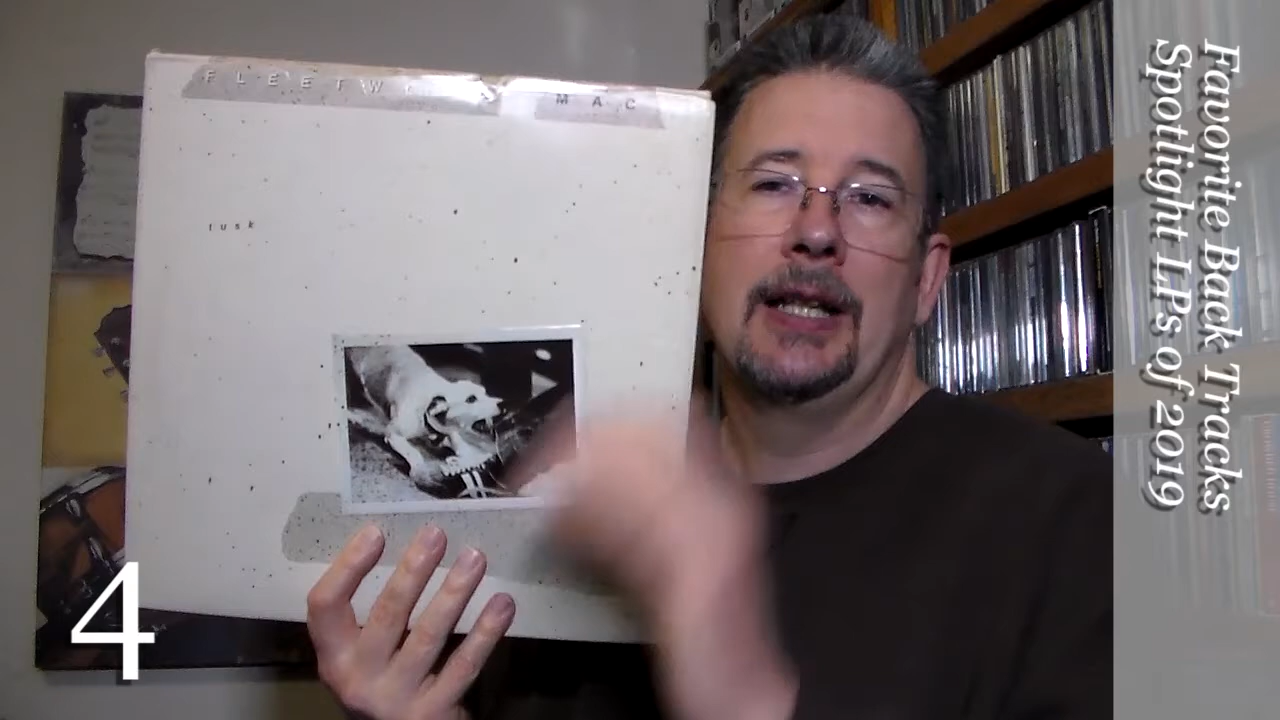 FLEETW
MAC
tusk
4
Favorite Back Tracks
Spotlight LPs of 2019